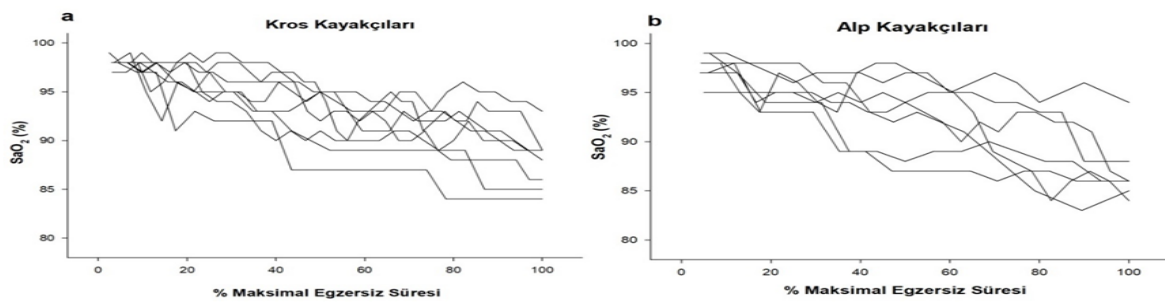 a
Kros Kayakçıları
100
95
90
85
80
SaO₂ (%)
0 20 40 60 80 100
% Maksimal Egzersiz Süresi
b
Alp Kayakçıları
100
95
90
85
80
SaO₂ (%)
0 20 40 60 80 100
% Maksimal Egzersiz Süresi